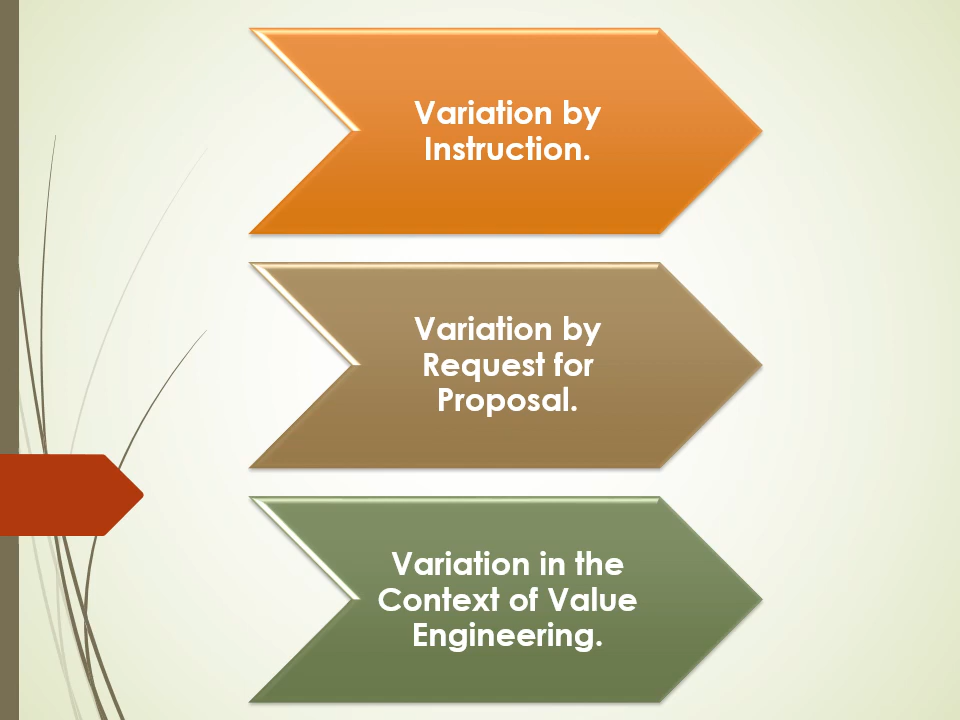 Variation by
Instruction.
Variation by
Request for
Proposal.
Variation in the
Context of Value
Engineering.